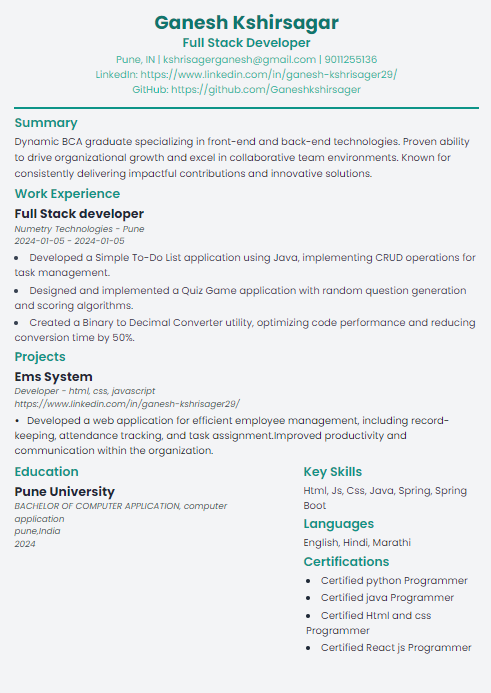 Ganesh Kshirsagar
Full Stack Developer
Pune, IN | kshrisagerganesh@gmail.com | 9011255136
LinkedIn: https://www.linkedin.com/in/ganesh-kshrisager29/
GitHub: https://github.com/Ganeshkshirsager
Summary
Dynamic BCA graduate specializing in front-end and back-end technologies. Proven ability
to drive organizational growth and excel in collaborative team environments. Known for
consistently delivering impactful contributions and innovative solutions.
Work Experience
Full Stack developer
Numetry Technologies - Pune
2024-01-05 - 2024-01-05
• Developed a Simple To-Do List application using Java, implementing CRUD operations for
task management.
• Designed and implemented a Quiz Game application with random question generation
and scoring algorithms.
• Created a Binary to Decimal Converter utility, optimizing code performance and reducing
conversion time by 50%.
Projects
Ems System
Developer - html, css, javascript
https://www.linkedin.com/in/ganesh-kshrisager29/
• Developed a web application for efficient employee management, including record-
keeping, attendance tracking, and task assignment.Improved productivity and
communication within the organization.
Education
Pune University
BACHELOR OF COMPUTER APPLICATION, computer
application
pune,India
2024
Key Skills
Html, Js, Css, Java, Spring, Spring
Boot
Languages
English, Hindi, Marathi
Certifications
• Certified python Programmer
• Certified java Programmer
• Certified Html and css
Programmer
• Certified React js Programmer